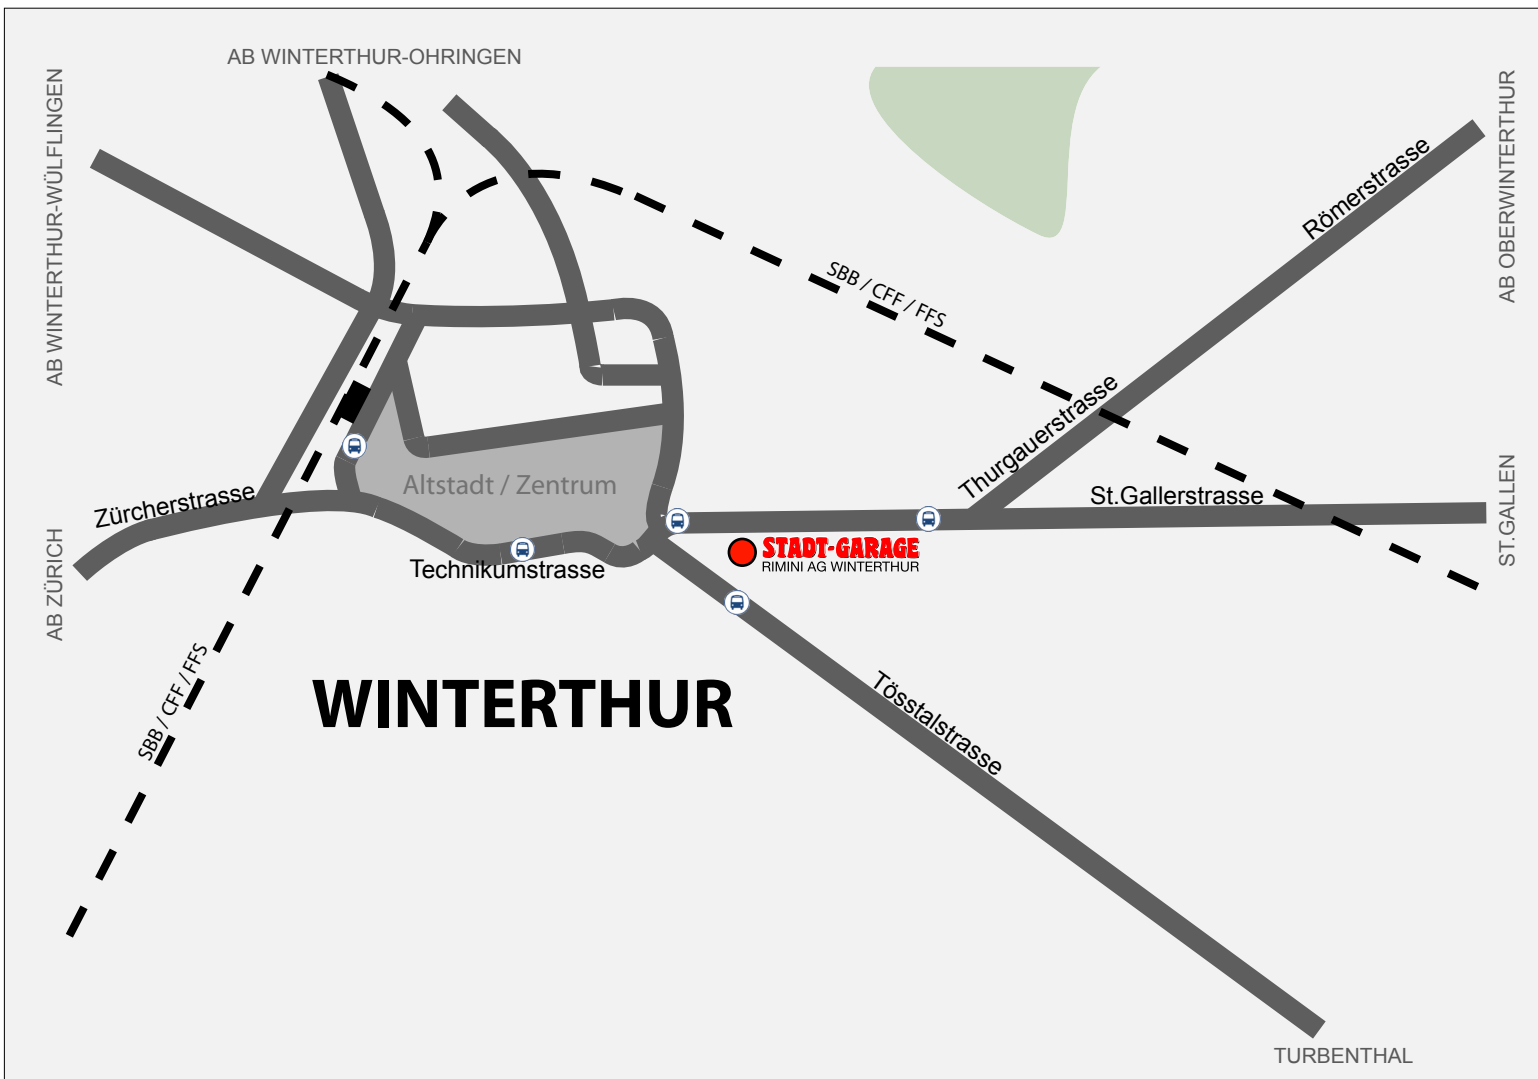 AB WINTERTHUR-OHRINGEN
AB WINTERTHUR-WÜLFLINGEN
AB OBERWINTERTHUR
Römerstrasse
SBB / CFF / FFS
Thurgauerstrasse
St.Gallerstrasse
ST.GALLEN
Altstadt / Zentrum
Zürcherstrasse
AB ZÜRICH
Technikumstrasse
STADT-GARAGE
RIMINI AG WINTERTHUR
SBB / CFF / FFS
WINTERTHUR
Tösstalstrasse
TURBENTHAL